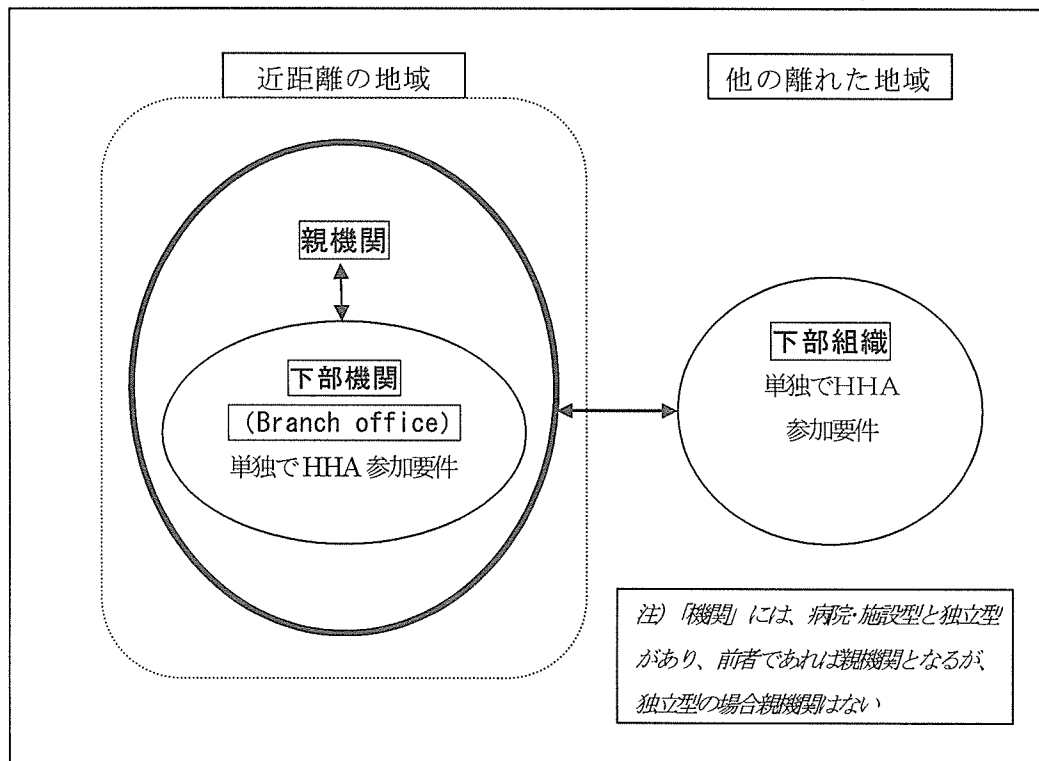 近距離の地域
他の離れた地域
親機関
下部機関
(Branch office)
単独でHHA 参加要件
下部組織
単独でHHA
参加要件
注)「機関」には、病院・施設型と独立型
があり、前者であれば親機関となるが、
独立型の場合親機関はない